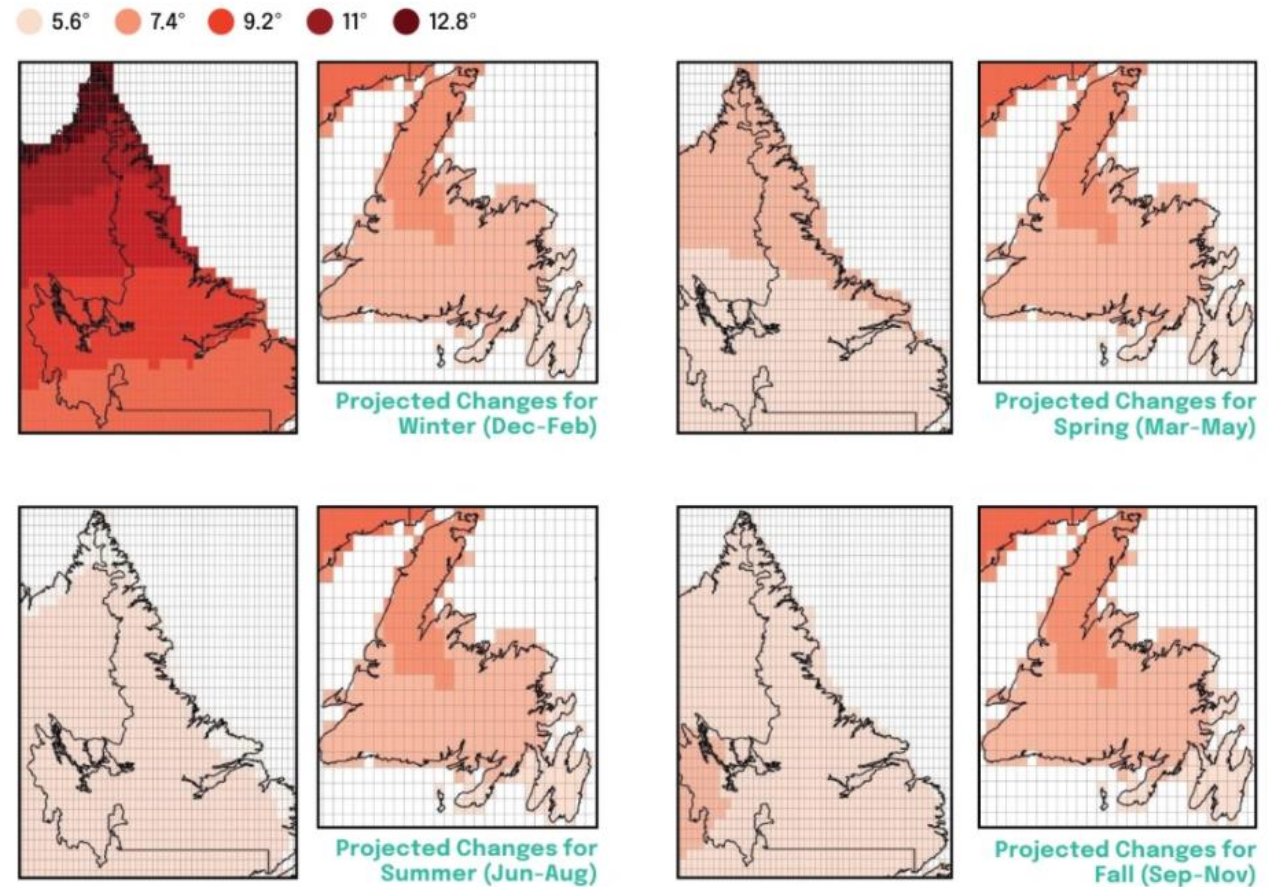 5.6° 7.4° 9.2° 11° 12.8°
Projected Changes for
Winter (Dec-Feb)
Projected Changes for
Spring (Mar-May)
Projected Changes for
Summer (Jun-Aug)
Projected Changes for
Fall (Sep-Nov)